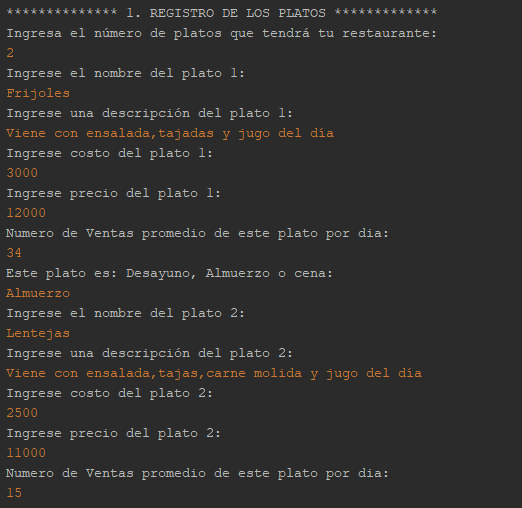 ************** 1. REGISTRO DE LOS PLATOS *************
Ingresa el número de platos que tendrá tu restaurante:
2
Ingrese el nombre del plato 1:
Frijoles
Ingrese una descripción del plato 1:
Viene con ensalada,tajadas y jugo del día
Ingrese costo del plato 1:
3000
Ingrese precio del plato 1:
12000
Numero de Ventas promedio de este plato por dia:
34
Este plato es: Desayuno, Almuerzo o cena:
Almuerzo
Ingrese el nombre del plato 2:
Lentejas
Ingrese una descripción del plato 2:
Viene con ensalada,tajas,carne molida y jugo del día
Ingrese costo del plato 2:
2500
Ingrese precio del plato 2:
11000
Numero de Ventas promedio de este plato por dia:
15